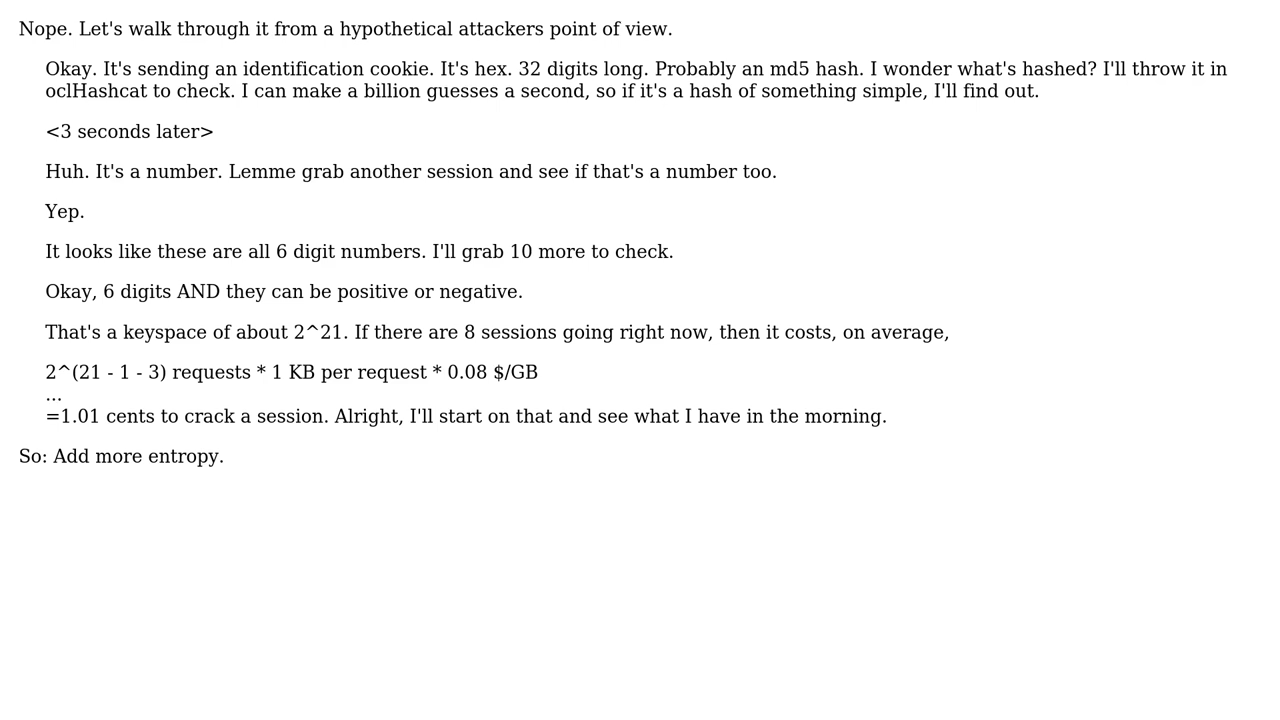 Nope. Let's walk through it from a hypothetical attackers point of view.
Okay. It's sending an identification cookie. It's hex. 32 digits long. Probably an md5 hash. I wonder what's hashed? I'll throw it in
oclHashcat to check. I can make a billion guesses a second, so if it's a hash of something simple, I'll find out.
<3 seconds later>
Huh. It's a number. Lemme grab another session and see if that's a number too.
Yep.
It looks like these are all 6 digit numbers. I'll grab 10 more to check.
Okay, 6 digits AND they can be positive or negative.
That's a keyspace of about 2^21. If there are 8 sessions going right now, then it costs, on average,
2^(21 - 1 - 3) requests * 1 KB per request * 0.08 $/GB
...
=1.01 cents to crack a session. Alright, I'll start on that and see what I have in the morning.
So: Add more entropy.